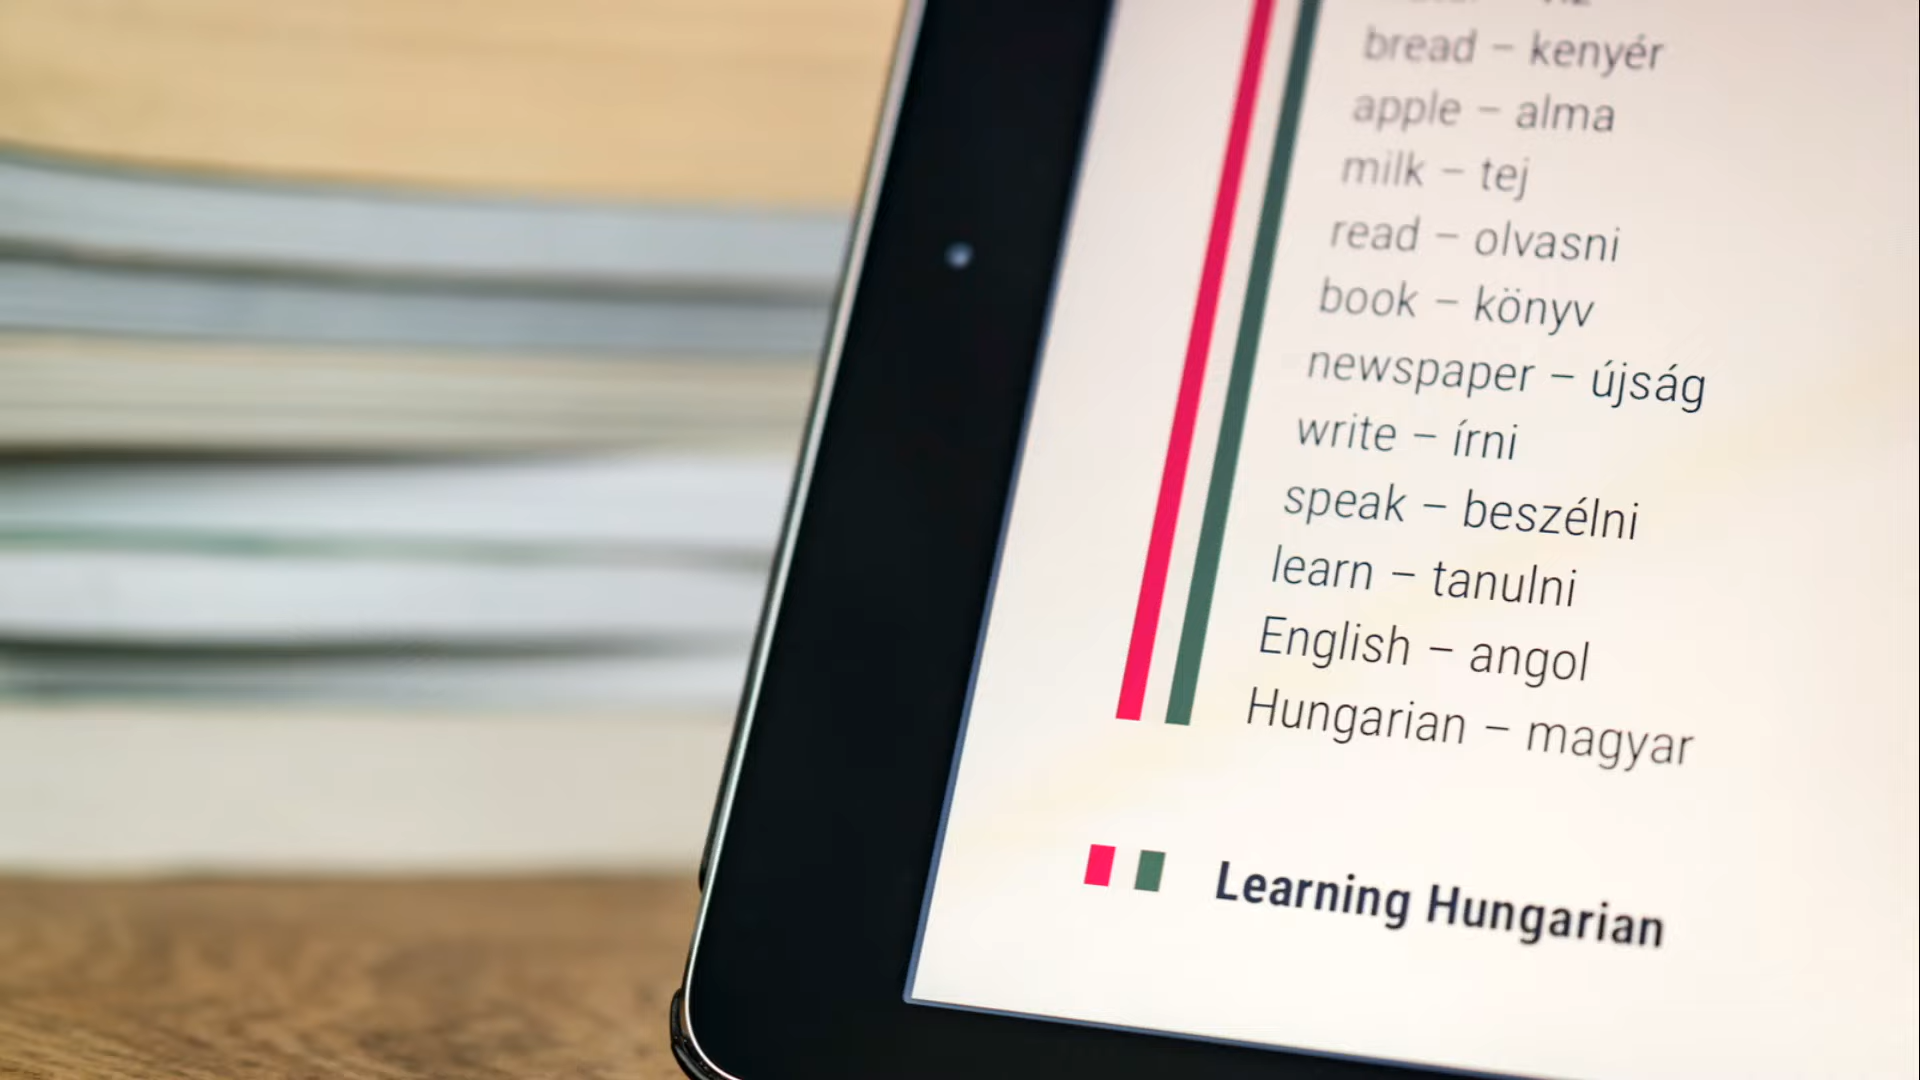 bread – kenyér
apple – alma
milk – tej
read – olvasni
book – könyv
newspaper – újság
write – írni
speak – beszélni
learn – tanulni
English – angol
Hungarian – magyar
Learning Hungarian